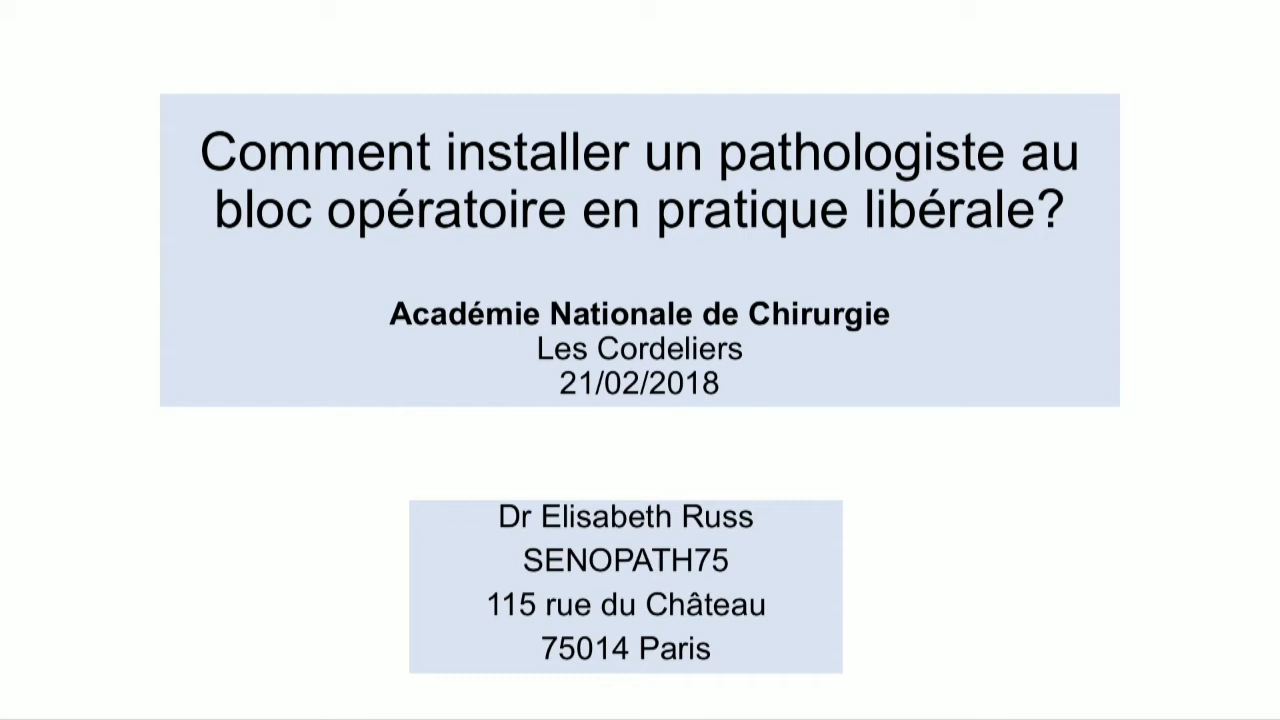 Comment installer un pathologiste au
bloc opératoire en pratique libérale?
Académie Nationale de Chirurgie
Les Cordeliers
21/02/2018
Dr Elisabeth Russ
SENOPATH75
115 rue du Château
75014 Paris